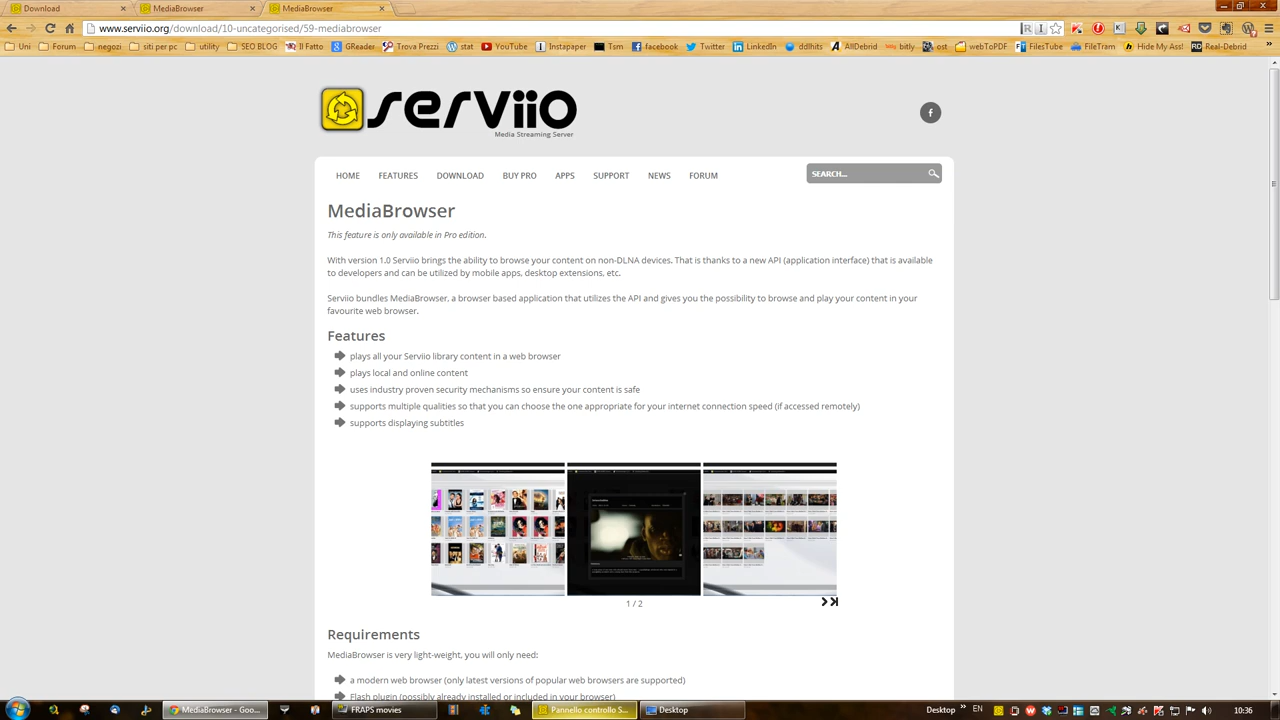 Download
MediaBrowser
MediaBrowser
www.serviio.org/download/10-uncategorised/59-mediabrowser
Uni Forum negozi siti per pc utility SEO BLOG Il Fatto GReader Trova Prezzi stat YouTube Instapaper Tsm facebook Twitter LinkedIn ddlhits AllDebrid bitly ost webToPDF FilesTube FileTram Hide My Ass! Real-Debrid
serviio
Media Streaming Server
HOME FEATURES DOWNLOAD BUY PRO APPS SUPPORT NEWS FORUM
SEARCH...
MediaBrowser
This feature is only available in Pro edition.
With version 1.0 Serviio brings the ability to browse your content on non-DLNA devices. That is thanks to a new API (application interface) that is available
to developers and can be utilized by mobile apps, desktop extensions, etc.
Serviio bundles MediaBrowser, a browser based application that utilizes the API and gives you the possibility to browse and play your content in your
favourite web browser.
Features
plays all your Serviio library content in a web browser
plays local and online content
uses industry proven security mechanisms so ensure your content is safe
supports multiple qualities so that you can choose the one appropriate for your internet connection speed (if accessed remotely)
supports displaying subtitles
1 / 2
Requirements
MediaBrowser is very light-weight, you will only need:
a modern web browser (only latest versions of popular web browsers are supported)
Flash plugin (possibly already installed or included in your browser)
MediaBrowser - Goo...
FRAPS movies
Pannello controllo S...
Desktop
Desktop
EN
10:36